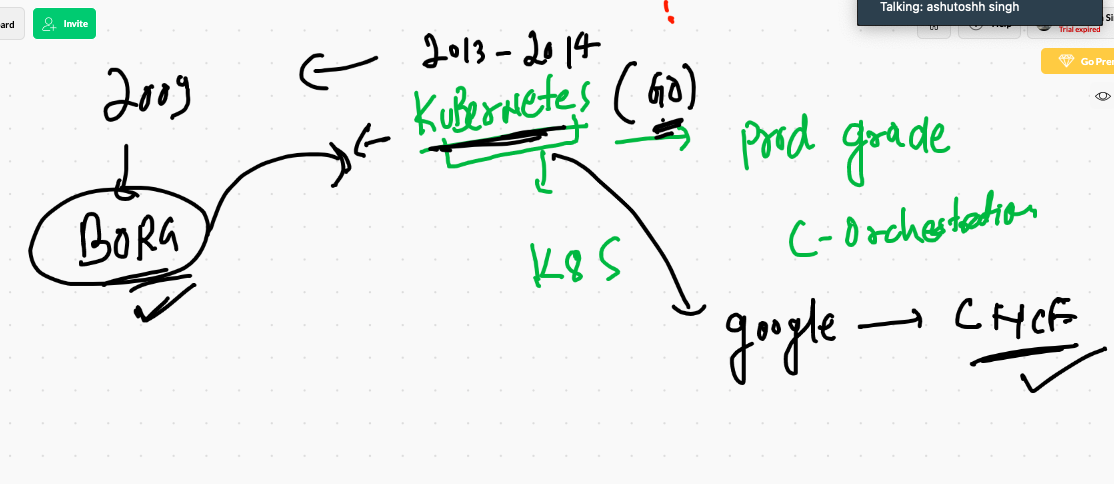 Talking: ashutoshh singh
ard
Invite
Trial expired
Go Prer
2013 - 2014
2009
KuBerNetes (GO)
prod grade
C-Orchestration
BORG
K8S
google → CNCF